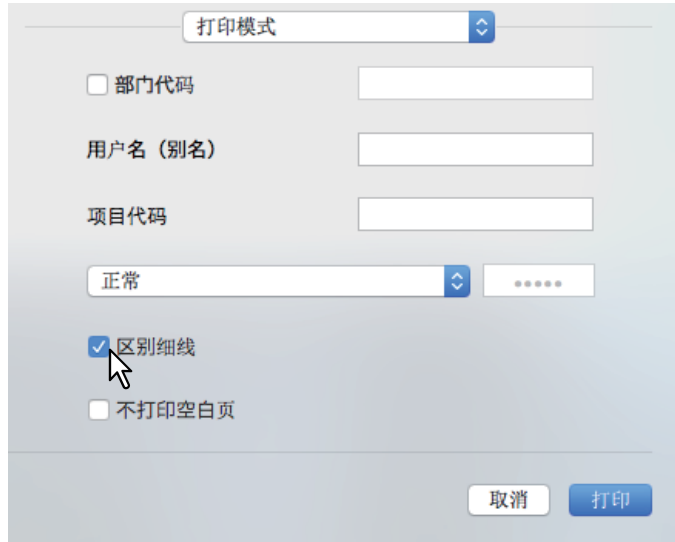 打印模式
部门代码
用户名（别名）
项目代码
正常 •••••
区别细线
不打印空白页
取消 打印